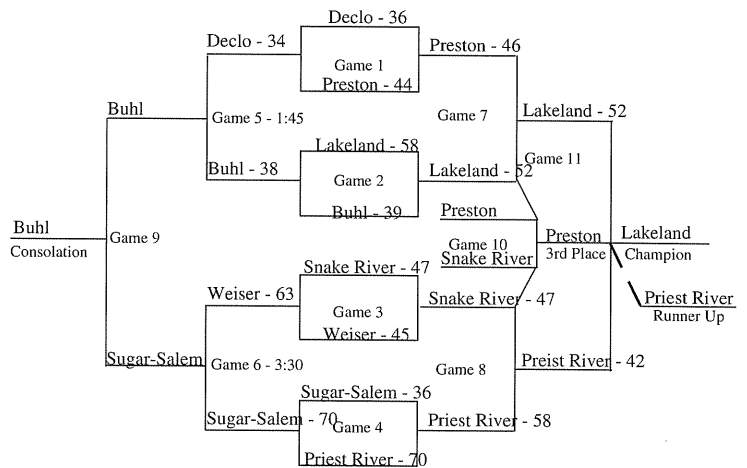 Declo - 36
Declo - 34
Preston - 46
Game 1
Preston - 44
Buhl
Game 5 - 1:45
Game 7
Lakeland - 52
Lakeland - 58
Game 11
Buhl - 38
Game 2
Lakeland - 52
Buhl - 39
Preston
Buhl
Game 9
Consolation
Game 10
Preston
3rd Place
Lakeland
Champion
Snake River
Snake River - 47
Weiser - 63
Game 3
Snake River - 47
Weiser - 45
Priest River
Runner Up
Sugar-Salem
Game 6 - 3:30
Game 8
Preist River - 42
Sugar-Salem - 36
Sugar-Salem - 70
Game 4
Priest River - 58
Priest River - 70